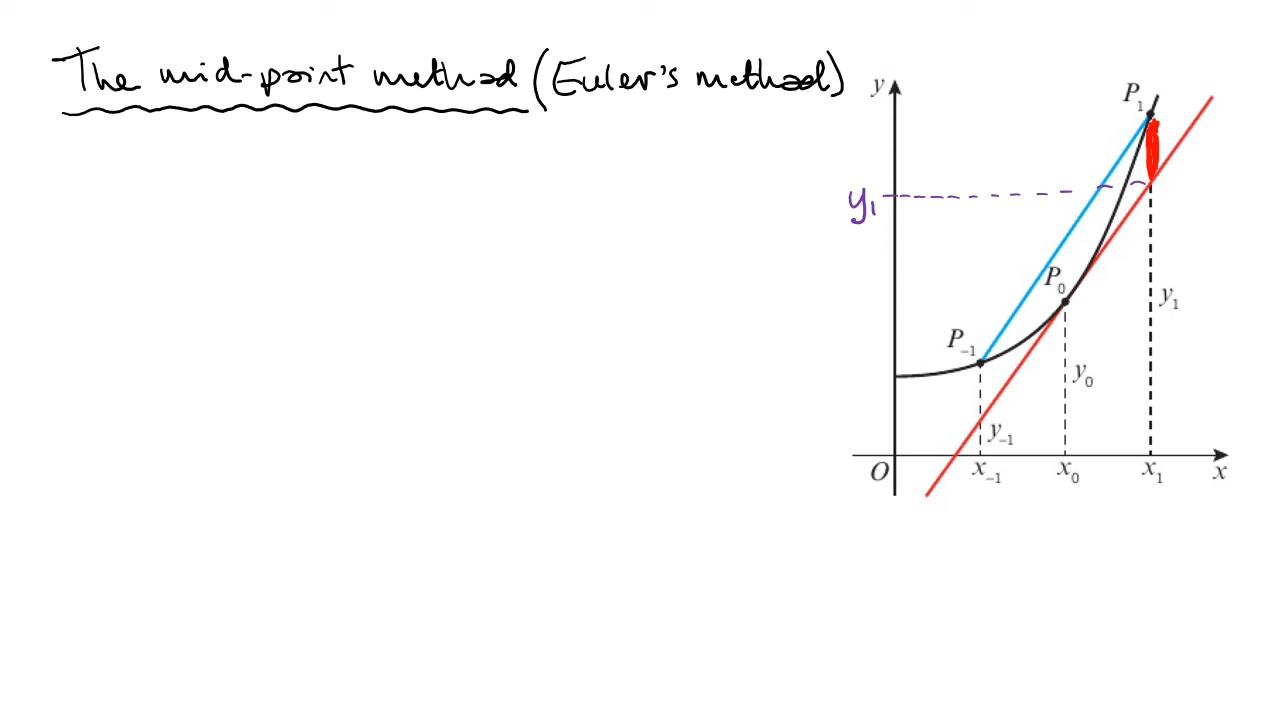 The mid-point method (Euler's method)
y
P₁
y₁
P₀
y₁
P₋₁
y₀
y₋₁
O
x₋₁
x₀
x₁
x